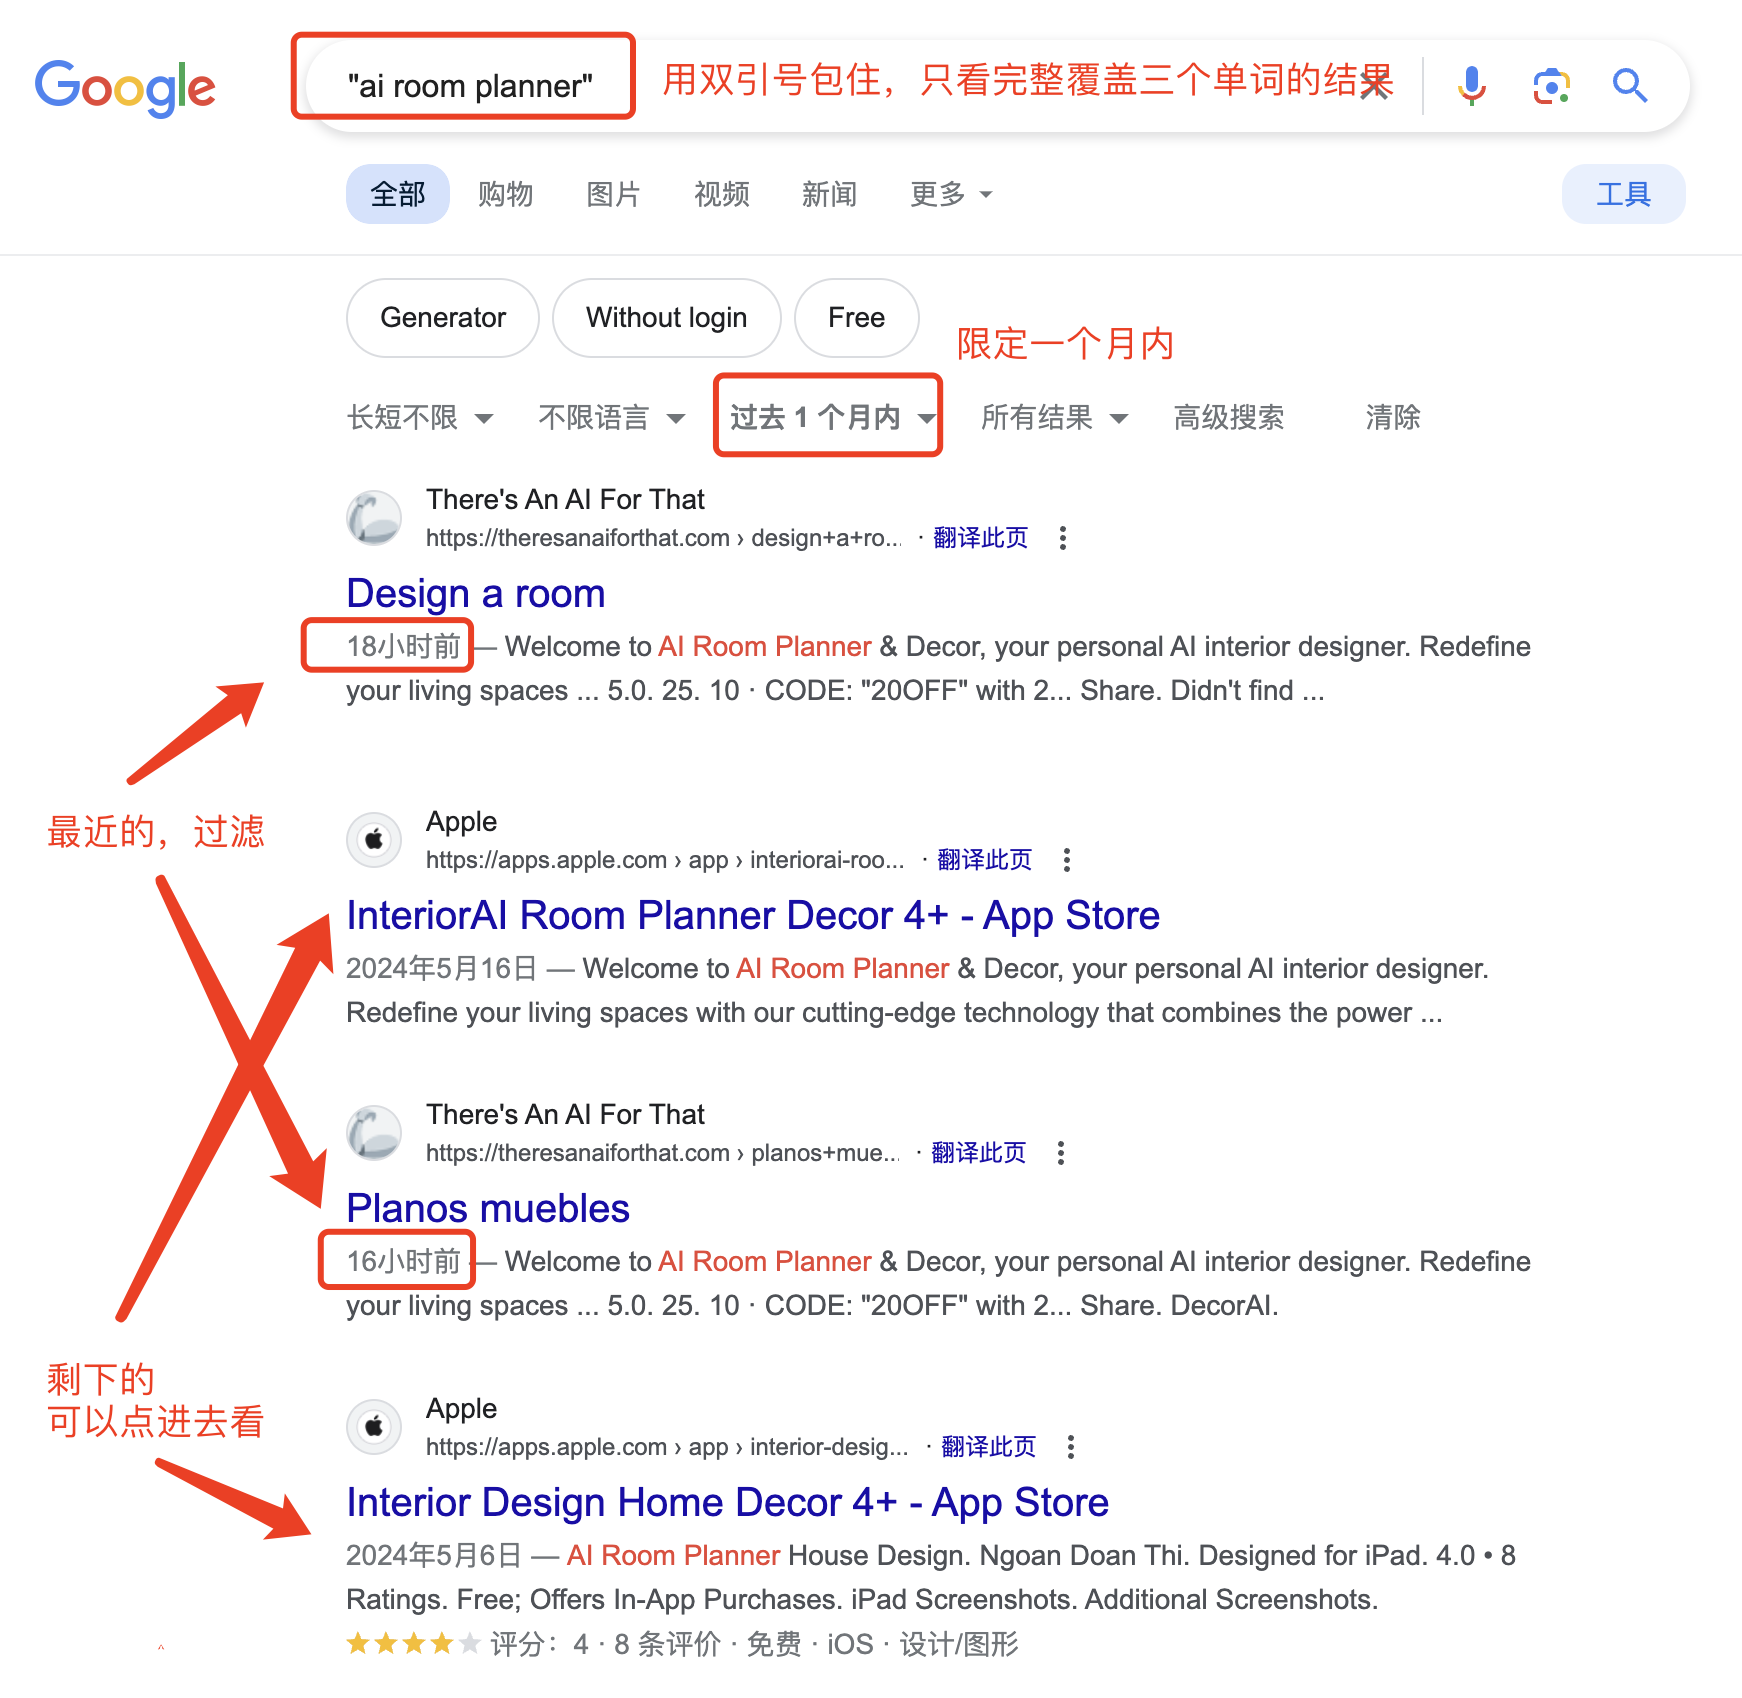 Google
"ai room planner"
用双引号包住，只看完整覆盖三个单词的结果
全部 购物 图片 视频 新闻 更多 工具
Generator Without login Free
限定一个月内
长短不限 不限语言 过去 1 个月内 所有结果 高级搜索 清除
There's An AI For That
https://theresanaiforthat.com › design+a+ro... · 翻译此页
Design a room
18小时前 — Welcome to AI Room Planner & Decor, your personal AI interior designer. Redefine
your living spaces ... 5.0. 25. 10 · CODE: "20OFF" with 2... Share. Didn't find ...
最近的，过滤
Apple
https://apps.apple.com › app › interiorai-roo... · 翻译此页
InteriorAI Room Planner Decor 4+ - App Store
2024年5月16日 — Welcome to AI Room Planner & Decor, your personal AI interior designer.
Redefine your living spaces with our cutting-edge technology that combines the power ...
There's An AI For That
https://theresanaiforthat.com › planos+mue... · 翻译此页
Planos muebles
16小时前 — Welcome to AI Room Planner & Decor, your personal AI interior designer. Redefine
your living spaces ... 5.0. 25. 10 · CODE: "20OFF" with 2... Share. DecorAI.
剩下的
可以点进去看
Apple
https://apps.apple.com › app › interior-desig... · 翻译此页
Interior Design Home Decor 4+ - App Store
2024年5月6日 — AI Room Planner House Design. Ngoan Doan Thi. Designed for iPad. 4.0 • 8
Ratings. Free; Offers In-App Purchases. iPad Screenshots. Additional Screenshots.
评分：4 · 8 条评价 · 免费 · iOS · 设计/图形